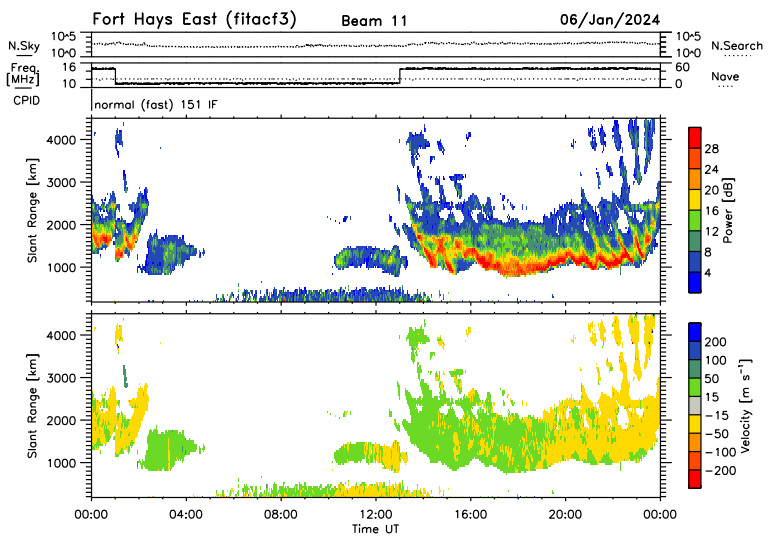 Fort Hays East (fitacf3) Beam 11 06/Jan/2024
N.Sky 10^5 10^0 10^5 10^0 N.Search
Freq. [MHz] 16 10 60 0 Nave
CPID normal (fast) 151 IF
Slant Range [km] 4000 3000 2000 1000
Power [dB] 28 24 20 16 12 8 4
Slant Range [km] 4000 3000 2000 1000
Velocity [m s⁻¹] 200 100 50 15 −15 −50 −100 −200
00:00 04:00 08:00 12:00 16:00 20:00 00:00
Time UT